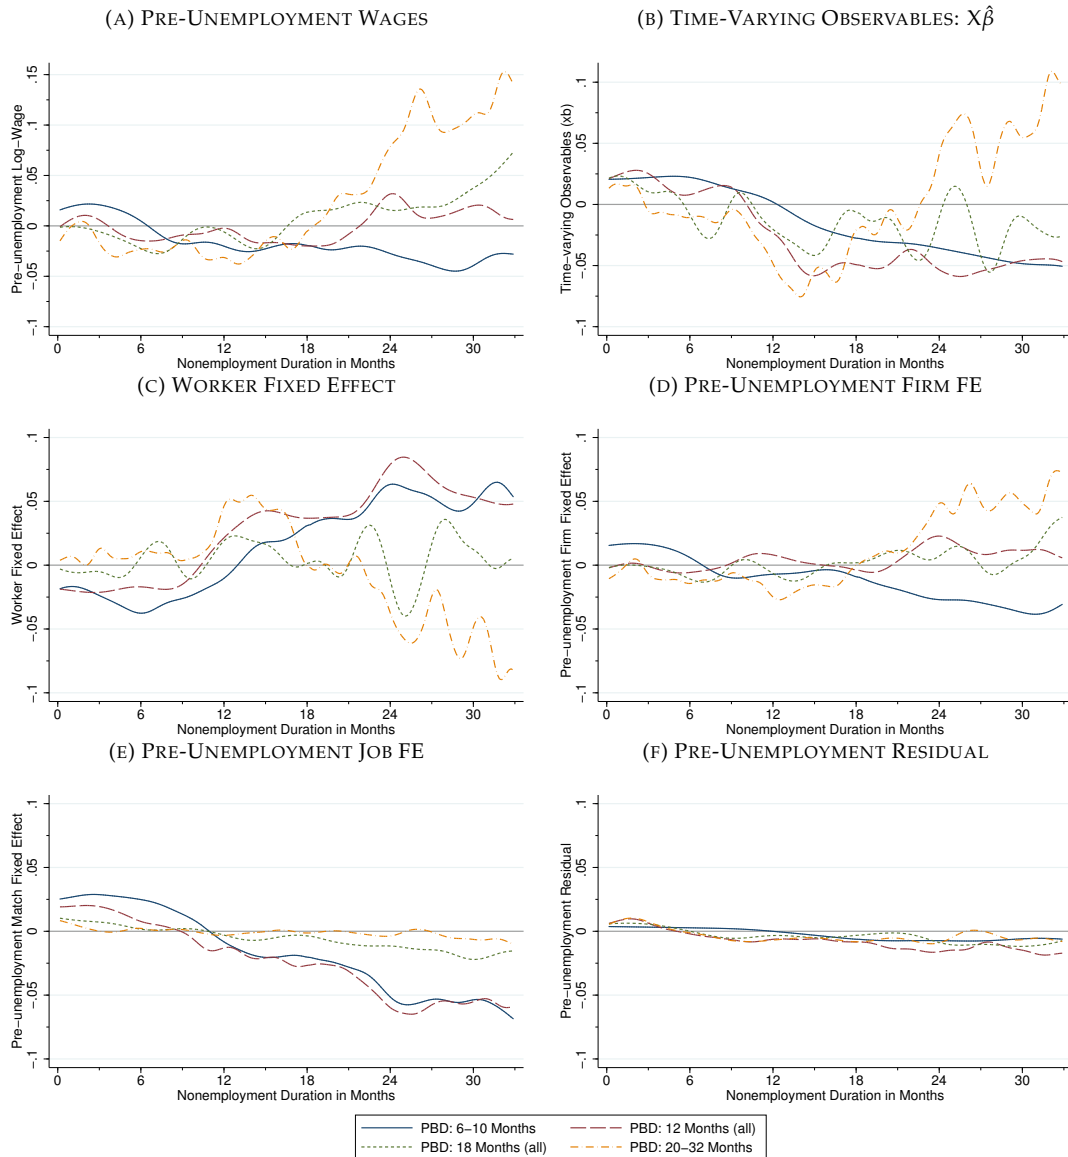 (A) PRE-UNEMPLOYMENT WAGES
Pre-unemployment Log-Wage
.15
.1
.05
0
-.05
-.1
0 6 12 18 24 30
Nonemployment Duration in Months
(B) TIME-VARYING OBSERVABLES: Xβ̂
Time-varying Observables (xb)
.1
.05
0
-.05
-.1
0 6 12 18 24 30
Nonemployment Duration in Months
(C) WORKER FIXED EFFECT
Worker Fixed Effect
.1
.05
0
-.05
-.1
0 6 12 18 24 30
Nonemployment Duration in Months
(D) PRE-UNEMPLOYMENT FIRM FE
Pre-unemployment Firm Fixed Effect
.1
.05
0
-.05
-.1
0 6 12 18 24 30
Nonemployment Duration in Months
(E) PRE-UNEMPLOYMENT JOB FE
Pre-unemployment Match Fixed Effect
.1
.05
0
-.05
-.1
0 6 12 18 24 30
Nonemployment Duration in Months
(F) PRE-UNEMPLOYMENT RESIDUAL
Pre-unemployment Residual
.1
.05
0
-.05
-.1
0 6 12 18 24 30
Nonemployment Duration in Months
PBD: 6-10 Months PBD: 12 Months (all)
PBD: 18 Months (all) PBD: 20-32 Months